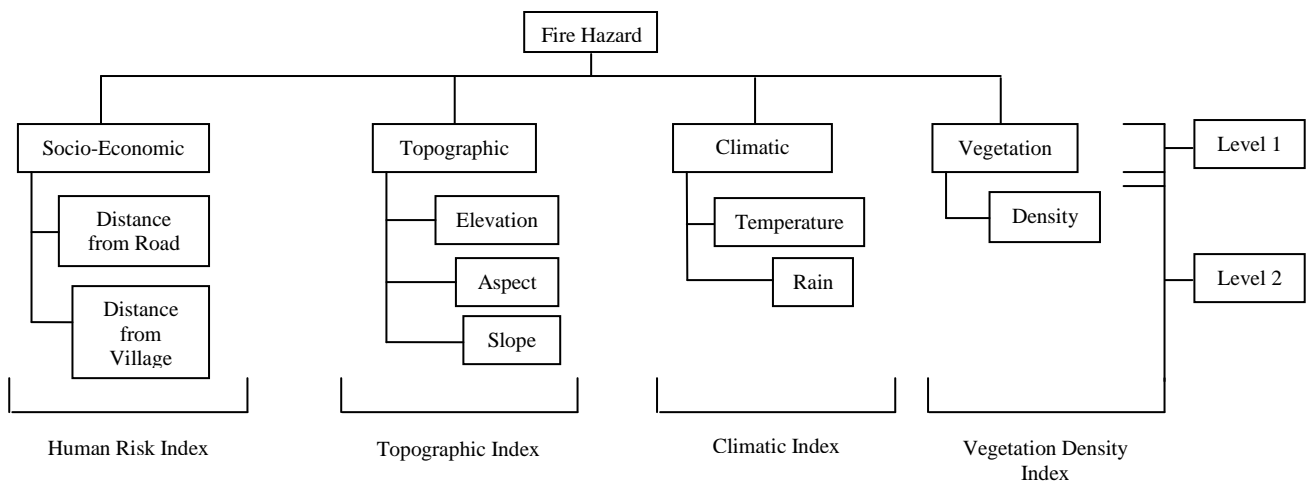 Fire Hazard
Socio-Economic
Topographic
Climatic
Vegetation
Level 1
Distance
from Road
Elevation
Temperature
Density
Distance
from
Village
Aspect
Rain
Level 2
Slope
Human Risk Index
Topographic Index
Climatic Index
Vegetation Density
Index